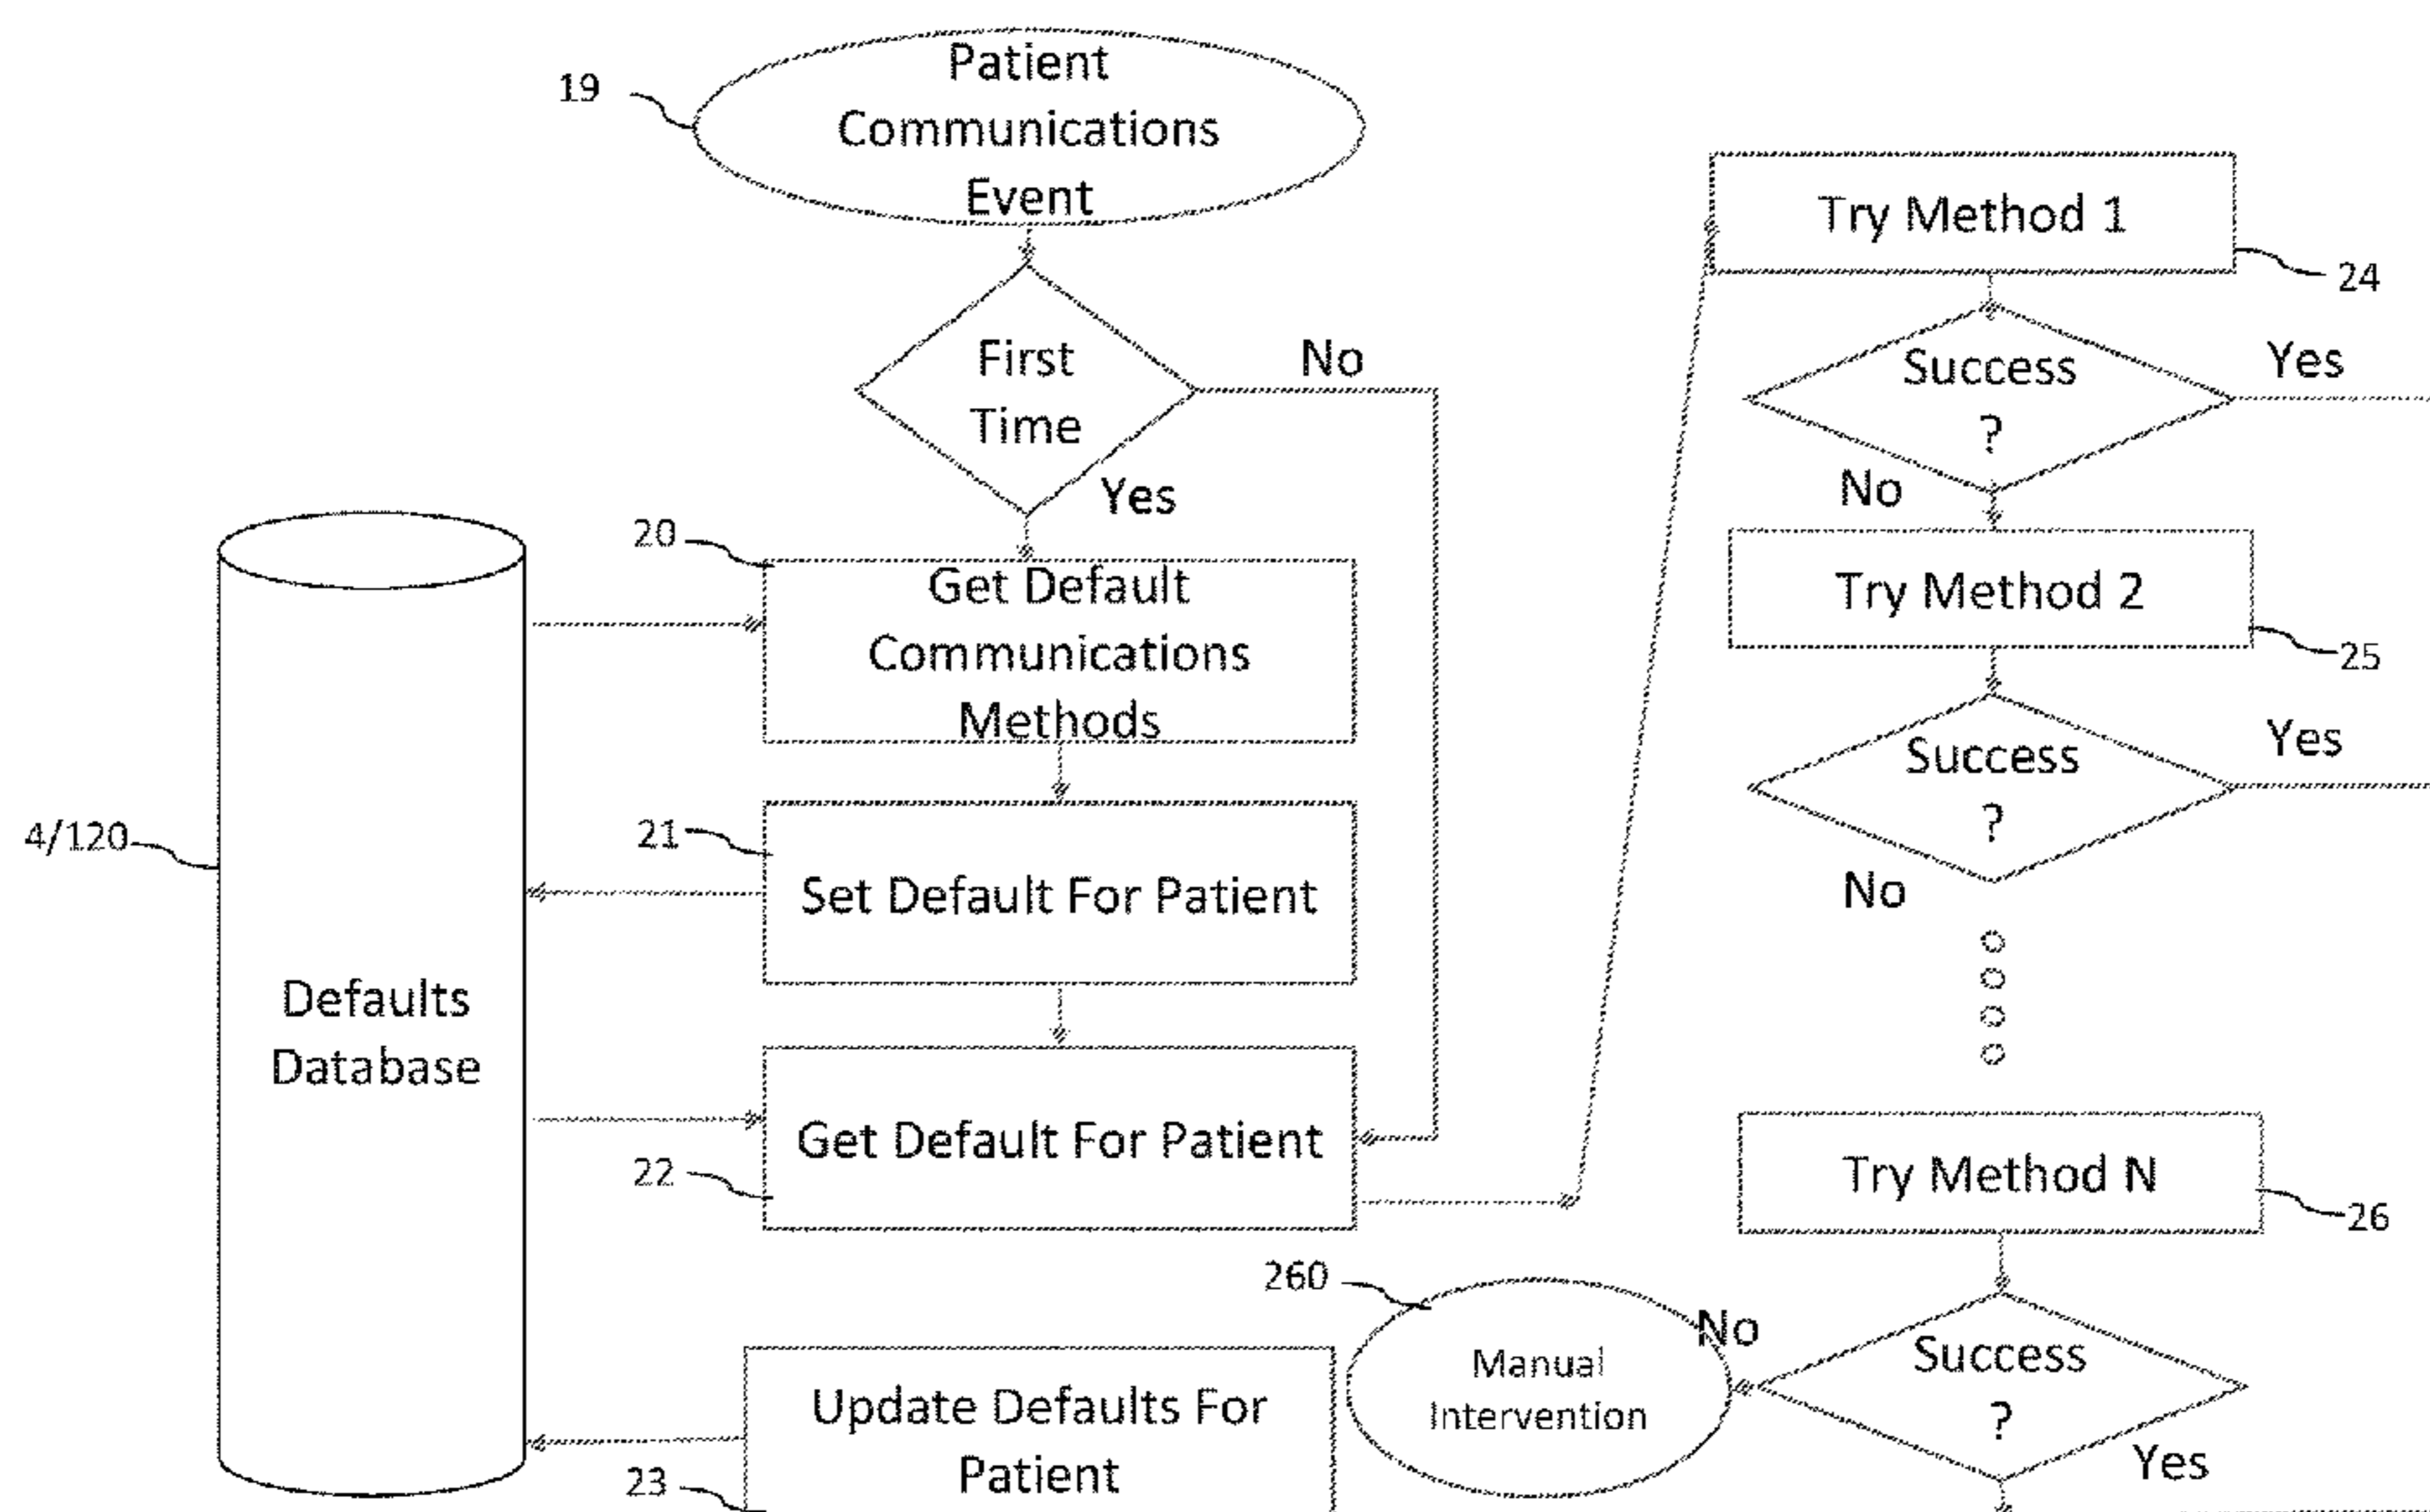 19
Patient
Communications
Event
First
Time
No
Yes
20
Get Default
Communications
Methods
4/120
Defaults
Database
21
Set Default For Patient
Get Default For Patient
22
Update Defaults For
Patient
23
Try Method 1
24
Success
?
Yes
No
Try Method 2
25
Success
?
Yes
No
Try Method N
26
260
Manual
Intervention
No
Success
?
Yes